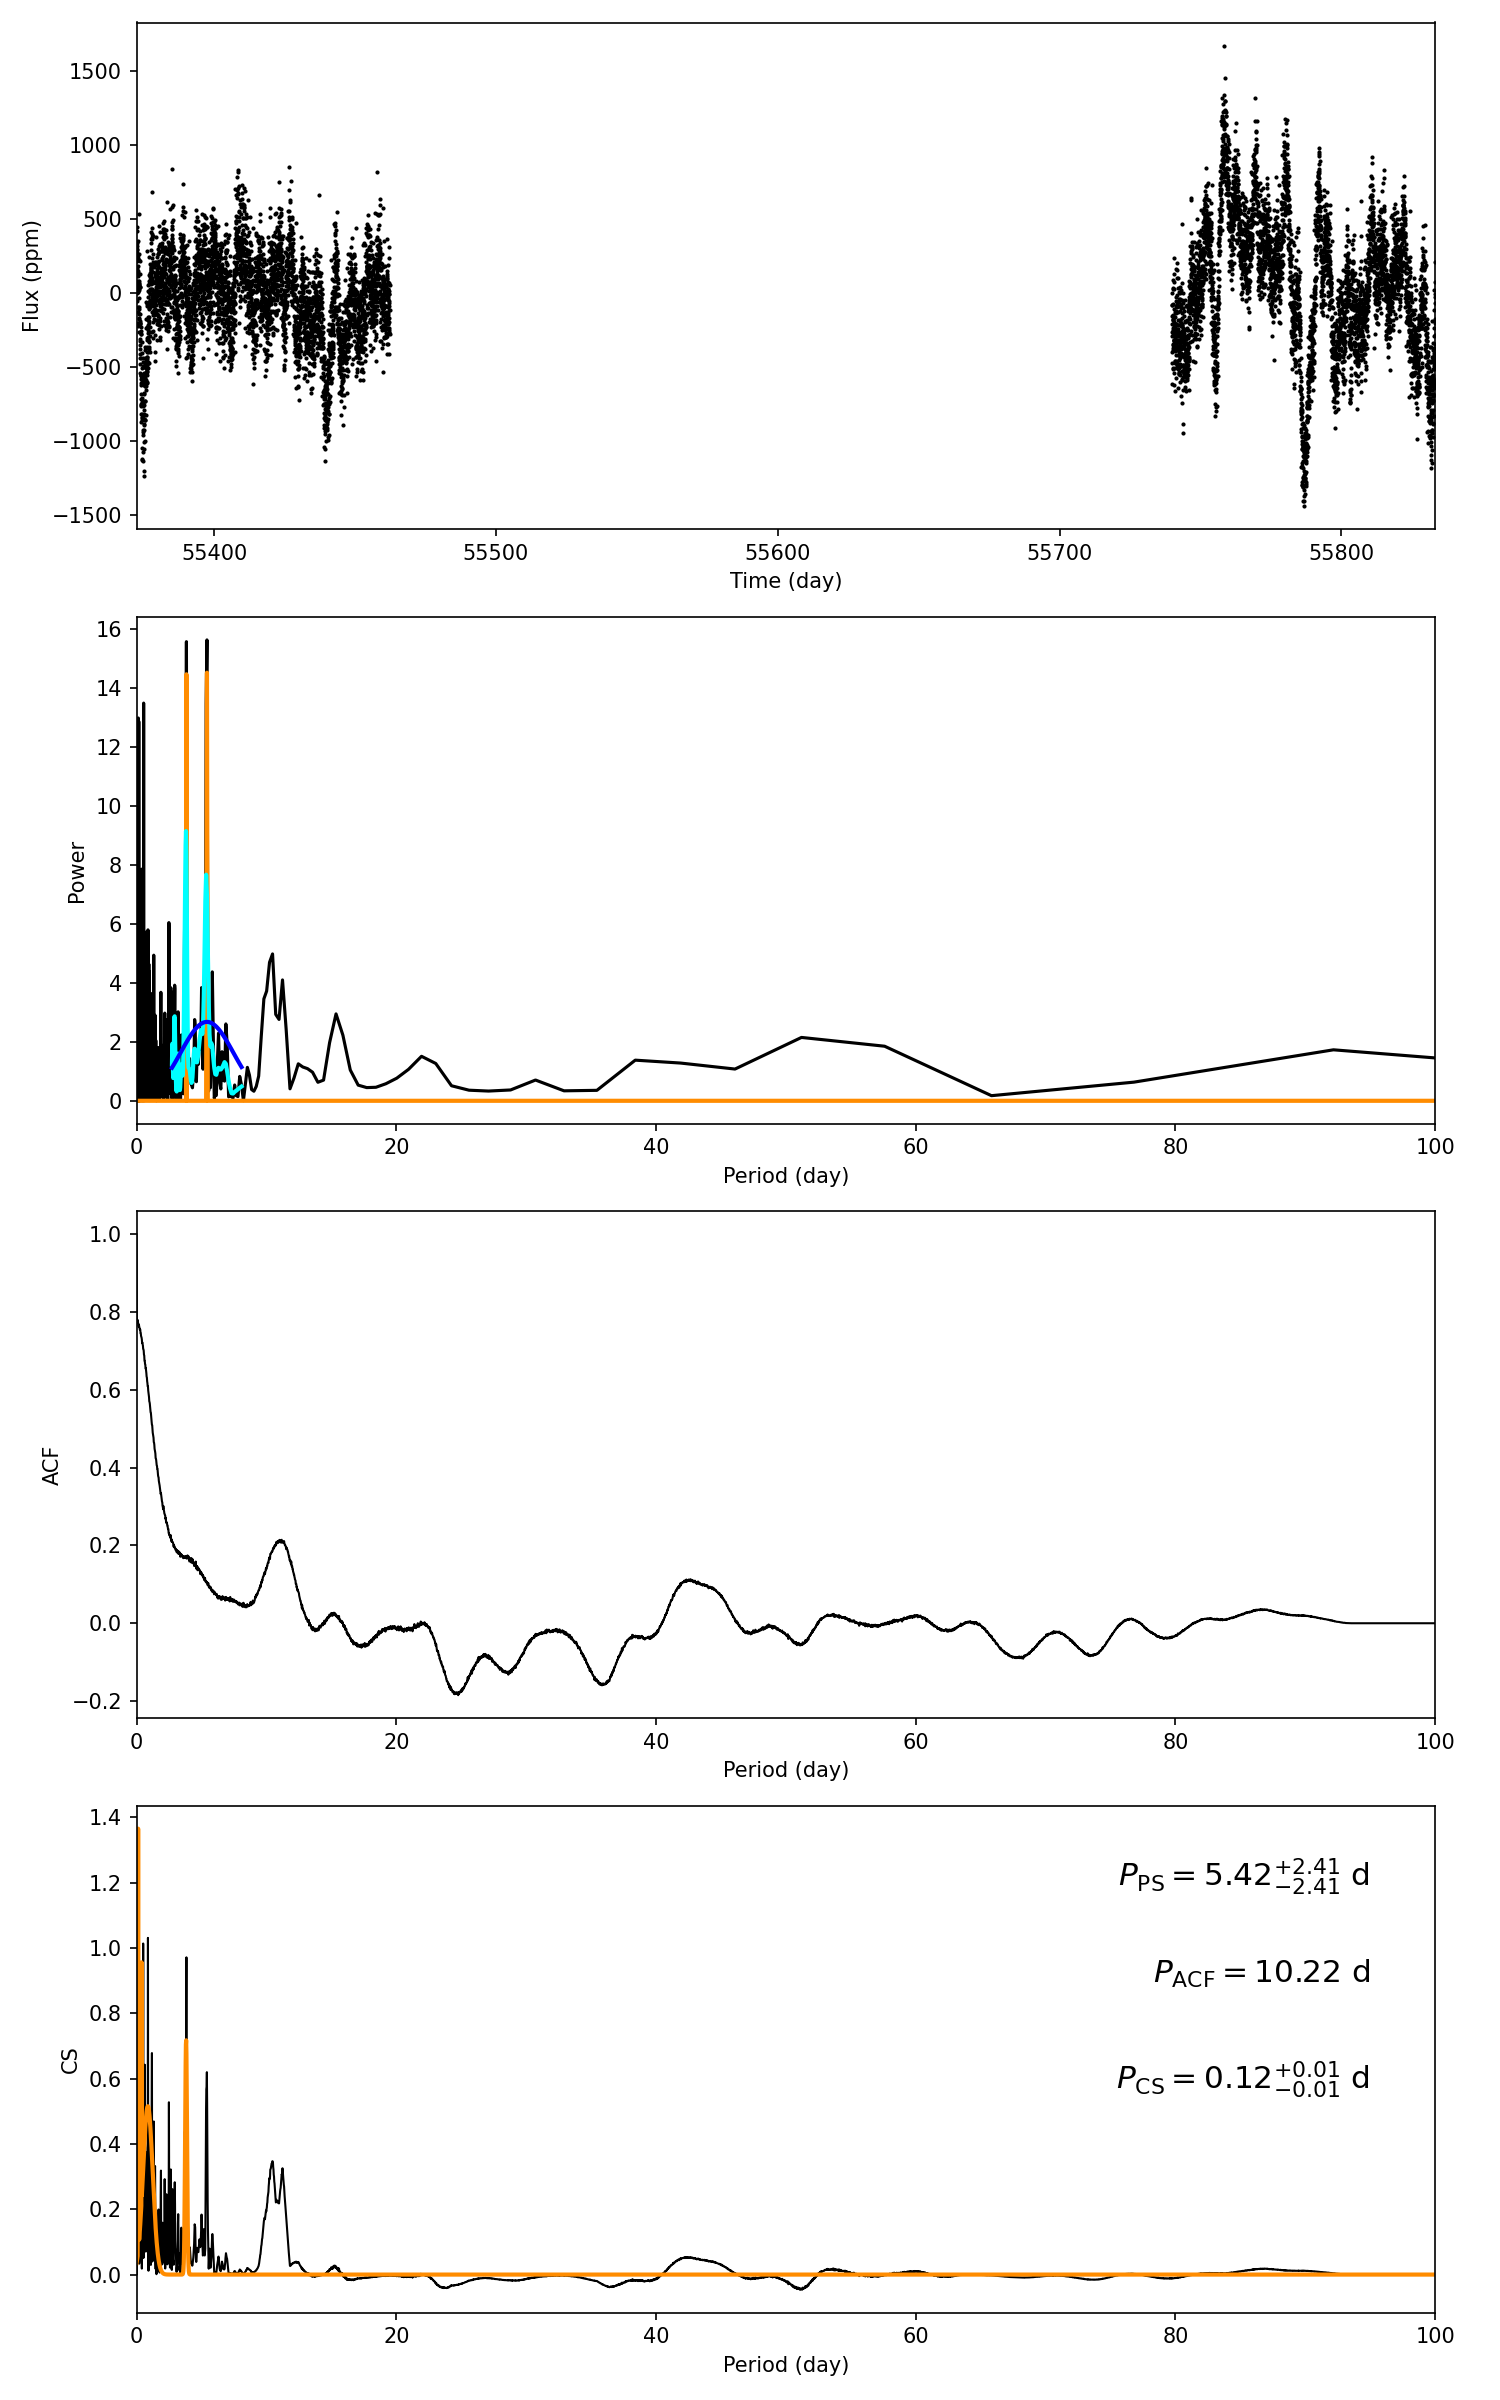 1500
1000
500
0
−500
−1000
−1500
Flux (ppm)
55400 55500 55600 55700 55800
Time (day)
16
14
12
10
8
6
4
2
0
Power
0 20 40 60 80 100
Period (day)
1.0
0.8
0.6
0.4
0.2
0.0
−0.2
ACF
0 20 40 60 80 100
Period (day)
1.4
1.2
1.0
0.8
0.6
0.4
0.2
0.0
CS
P_PS = 5.42^{+2.41}_{−2.41} d
P_ACF = 10.22 d
P_CS = 0.12^{+0.01}_{−0.01} d
0 20 40 60 80 100
Period (day)